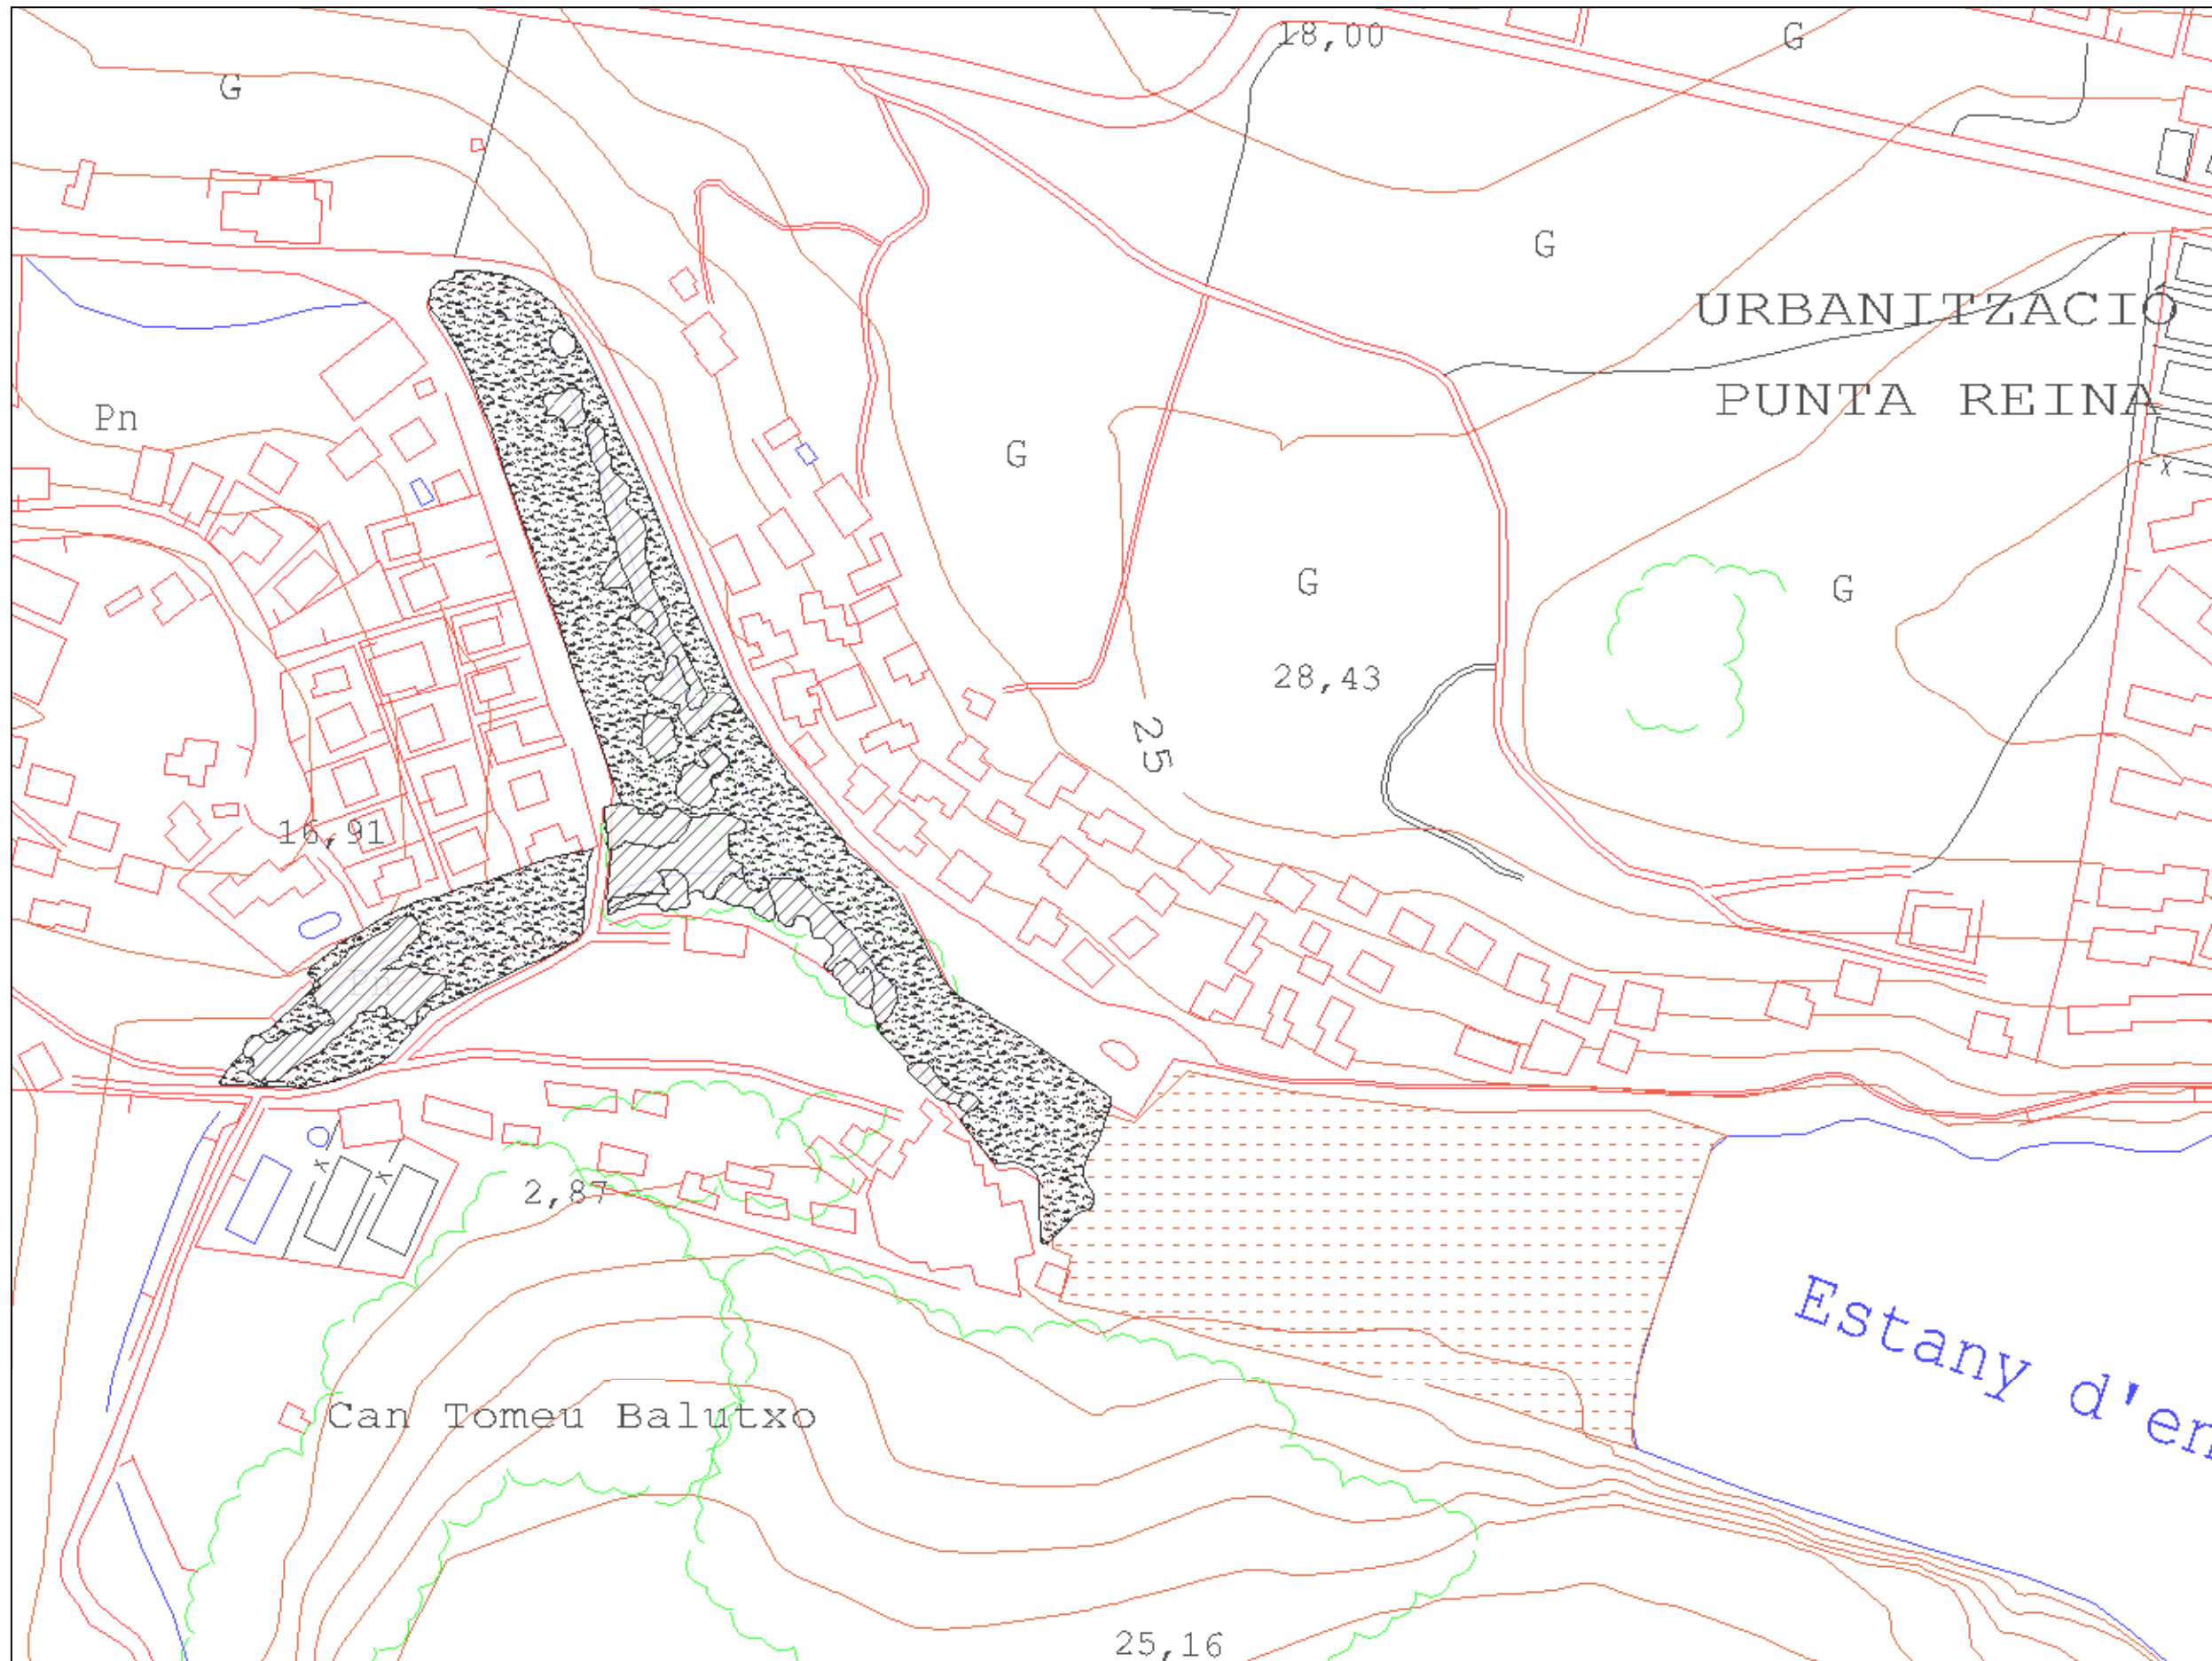 18,00
G
G
G
URBANITZACIÓ
PUNTA REINA
Pn
G
x
G
G
28,43
25
16,91
x
x
2,87
Estany d'en
Can Tomeu Balutxo
25,16